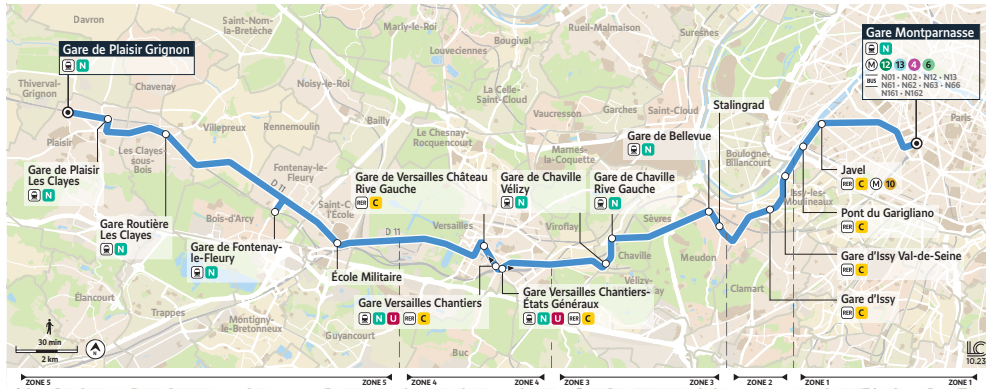 Davron
Saint-Nom-
la-Bretèche
Marly-le-Roi
Bougival
Rueil-Malmaison
Suresnes
Louveciennes
Gare de Plaisir Grignon
N
Gare Montparnasse
N
M 12 13 4 6
BUS
N01 • N02 • N12 • N13
N61 • N62 • N63 • N66
N161 • N162
Thiverval-
Grignon
Chavenay
Noisy-le-Roi
La Celle-
Saint-Cloud
Vaucresson
Garches
Saint-Cloud
Stalingrad
Paris
Plaisir
Villepreux
Rennemoulin
Bailly
Le Chesnay-
Rocquencourt
Marnes-
la-Coquette
Gare de Bellevue
N
Boulogne-
Billancourt
Les Clayes-
sous-
Bois
Fontenay-le-
Fleury
Gare de Plaisir
Les Clayes
N
Gare de Versailles Château
Rive Gauche
RER C
Gare de Chaville
Vélizy
N
Gare de Chaville
Rive Gauche
N
Javel
RER C M 10
Issy-les-
Moulineaux
D 11
Saint-C
l'École
Bois-d'Arcy
Gare Routière
Les Clayes
N
Versailles
Viroflay
Sèvres
Pont du Garigliano
RER C
D 11
Gare de Fontenay-
le-Fleury
N
Chaville
Meudon
Gare d'Issy Val-de-Seine
RER C
École Militaire
Vélizy-
ay
Clamart
Élancourt
Gare Versailles Chantiers
N U RER C
Gare Versailles Chantiers-
États Généraux
N U RER C
Gare d'Issy
RER C
Trappes
Montigny-
le-Bretonneux
Guyancourt
Buc
30 min
2 km
N
LC
10.23
ZONE 5
ZONE 5
ZONE 4
ZONE 4
ZONE 3
ZONE 3
ZONE 2
ZONE 1
ZONE 1